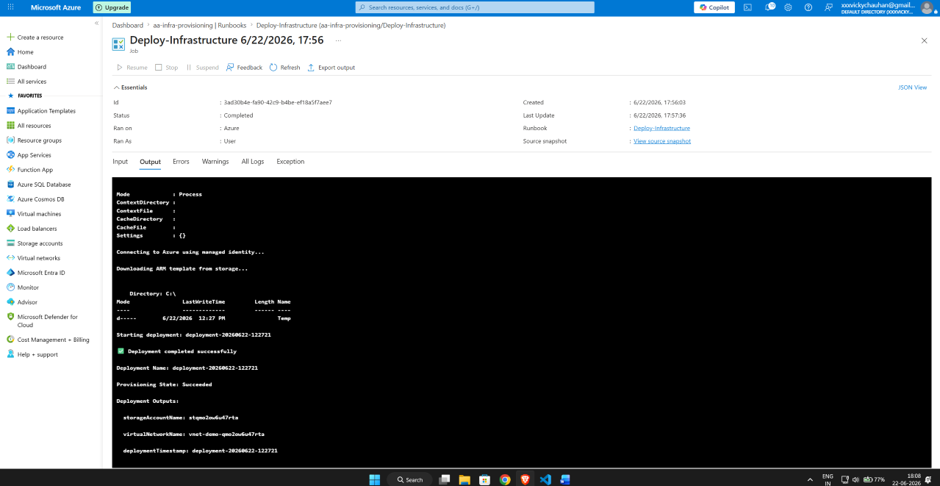 Microsoft Azure
Upgrade
Search resources, services, and docs (G+/)
Copilot
xxxvickychauhan@gmail...
DEFAULT DIRECTORY (XXXVICKY...
Create a resource
Home
Dashboard
All services
FAVORITES
Application Templates
All resources
Resource groups
App Services
Function App
Azure SQL Database
Azure Cosmos DB
Virtual machines
Load balancers
Storage accounts
Virtual networks
Microsoft Entra ID
Monitor
Advisor
Microsoft Defender for
Cloud
Cost Management + Billing
Help + support
Dashboard > aa-infra-provisioning | Runbooks > Deploy-Infrastructure (aa-infra-provisioning/Deploy-Infrastructure)
Deploy-Infrastructure 6/22/2026, 17:56 ...
Job
Resume Stop Suspend Feedback Refresh Export output
Essentials JSON View
Id : 3ad30b4e-fa90-42c9-b4be-ef18a5f7aee7 Created : 6/22/2026, 17:56:03
Status : Completed Last Update : 6/22/2026, 17:57:36
Ran on : Azure Runbook : Deploy-Infrastructure
Ran As : User Source snapshot : View source snapshot
Input Output Errors Warnings All Logs Exception
Mode : Process
ContextDirectory :
ContextFile :
CacheDirectory :
CacheFile :
Settings : {}
Connecting to Azure using managed identity...
Downloading ARM template from storage...
Directory: C:\
Mode LastWriteTime Length Name
---- ------------- ------ ----
d----- 6/22/2026 12:27 PM Temp
Starting deployment: deployment-20260622-122721
✅ Deployment completed successfully
Deployment Name: deployment-20260622-122721
Provisioning State: Succeeded
Deployment Outputs:
storageAccountName: stqmo2ow6u47rta
virtualNetworkName: vnet-demo-qmo2ow6u47rta
deploymentTimestamp: deployment-20260622-122721
Search
ENG
IN
77%
18:08
22-06-2026